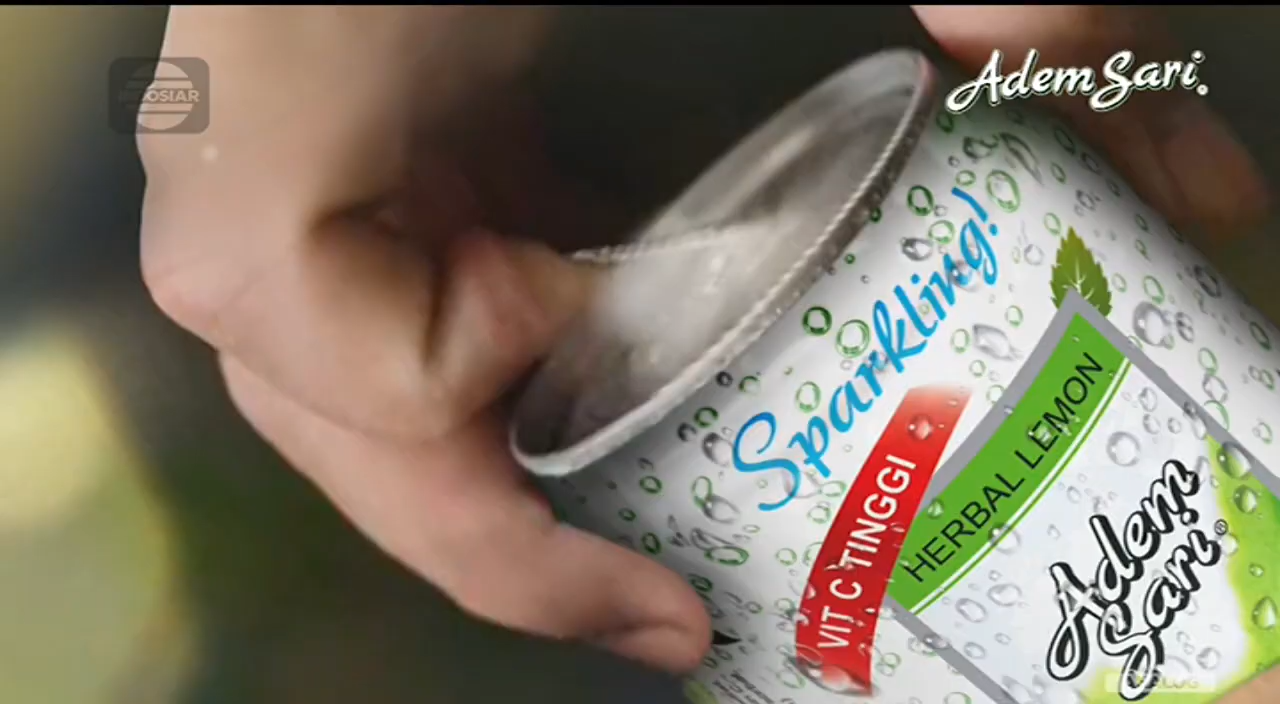 Adem Sari
Sparkling!
VIT C TINGGI
HERBAL LEMON
Adem
Sari®